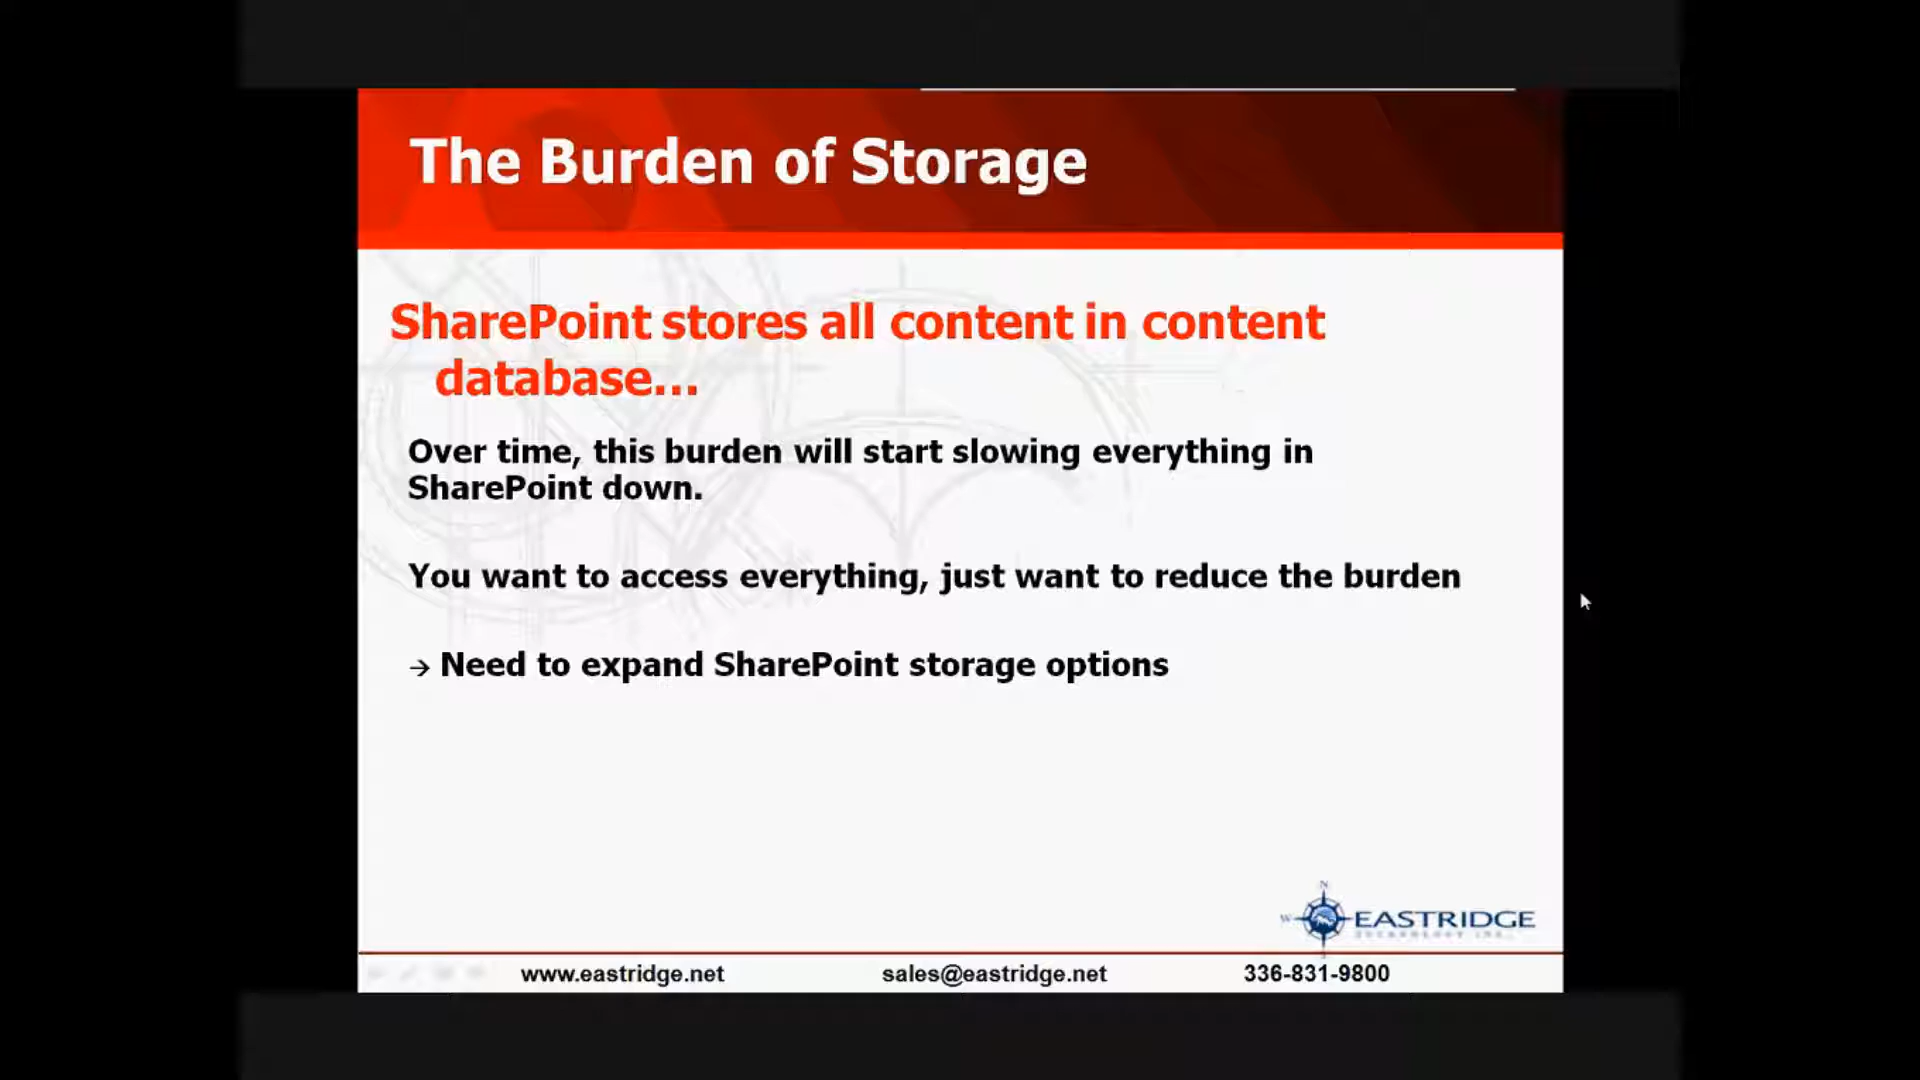 The Burden of Storage
SharePoint stores all content in content
database...
Over time, this burden will start slowing everything in
SharePoint down.
You want to access everything, just want to reduce the burden
→ Need to expand SharePoint storage options
N
W
EASTRIDGE
www.eastridge.net sales@eastridge.net 336-831-9800